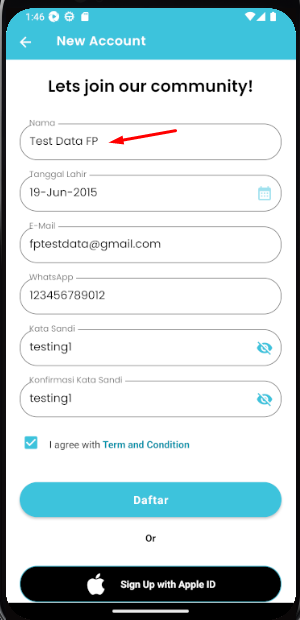 1:46
New Account
Lets join our community!
Nama
Test Data FP
Tanggal Lahir
19-Jun-2015
E-Mail
fptestdata@gmail.com
WhatsApp
123456789012
Kata Sandi
testing1
Konfirmasi Kata Sandi
testing1
I agree with Term and Condition
Daftar
Or
Sign Up with Apple ID